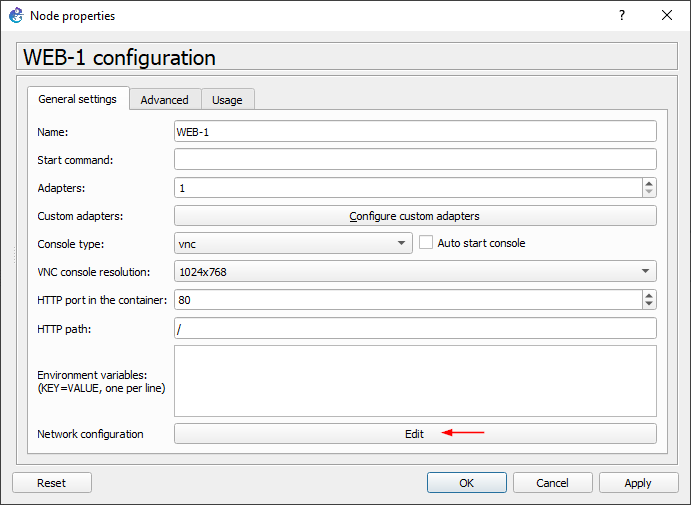 Node properties
WEB-1 configuration
General settings Advanced Usage
Name: WEB-1
Start command:
Adapters: 1
Custom adapters: Configure custom adapters
Console type: vnc Auto start console
VNC console resolution: 1024x768
HTTP port in the container: 80
HTTP path: /
Environment variables:
(KEY=VALUE, one per line)
Network configuration Edit
Reset OK Cancel Apply